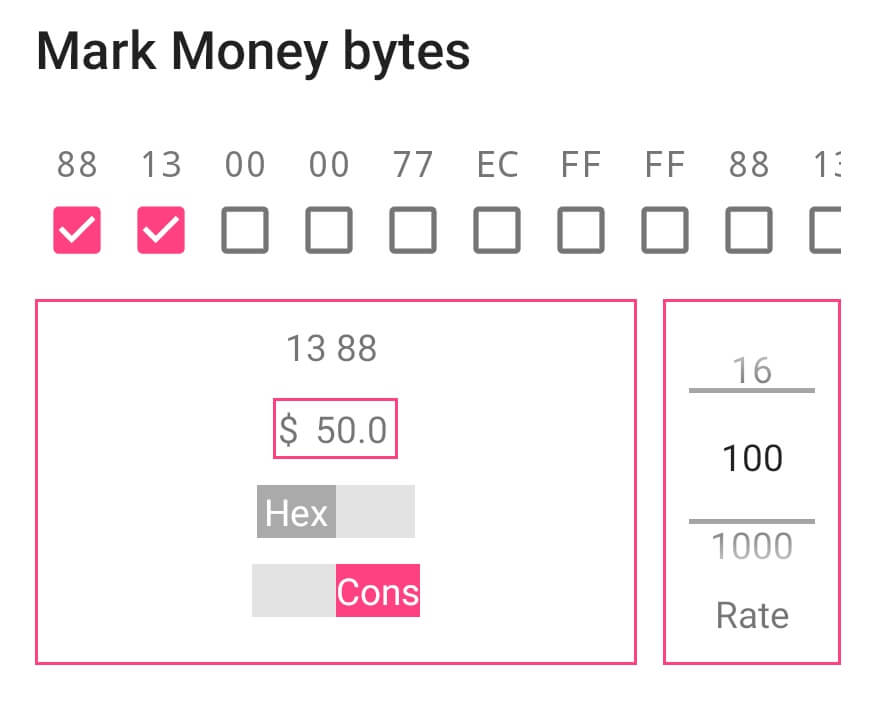 Mark Money bytes
88 13 00 00 77 EC FF FF 88 13
13 88
$ 50.0
Hex
Cons
16
100
1000
Rate